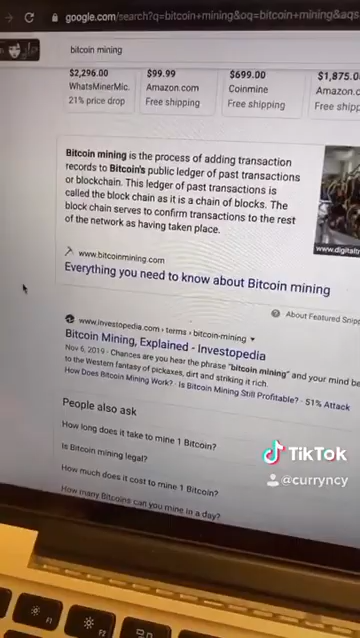 google.com/search?q=bitcoin+mining&oq=bitcoin+mining&aqs
bitcoin mining
$2,296.00 $99.99 $699.00 $1,875.0
WhatsMinerMic. Amazon.com Coinmine Amazon.c
21% price drop Free shipping Free shipping Free shipp
Bitcoin mining is the process of adding transaction
records to Bitcoin's public ledger of past transactions
or blockchain. This ledger of past transactions is
called the block chain as it is a chain of blocks. The
block chain serves to confirm transactions to the rest
of the network as having taken place.
www.digitaltr
www.bitcoinmining.com
Everything you need to know about Bitcoin mining
About Featured Snipp
www.investopedia.com › terms › bitcoin-mining
Bitcoin Mining, Explained - Investopedia
Nov 6, 2019 · Chances are you hear the phrase "bitcoin mining" and your mind be
to the Western fantasy of pickaxes, dirt and striking it rich.
How Does Bitcoin Mining Work? · Is Bitcoin Mining Still Profitable? · 51% Attack
People also ask
How long does it take to mine 1 Bitcoin?
Is Bitcoin mining legal?
How much does it cost to mine 1 Bitcoin?
How many Bitcoins can you mine in a day?
TikTok
@curryncy
F1
F2